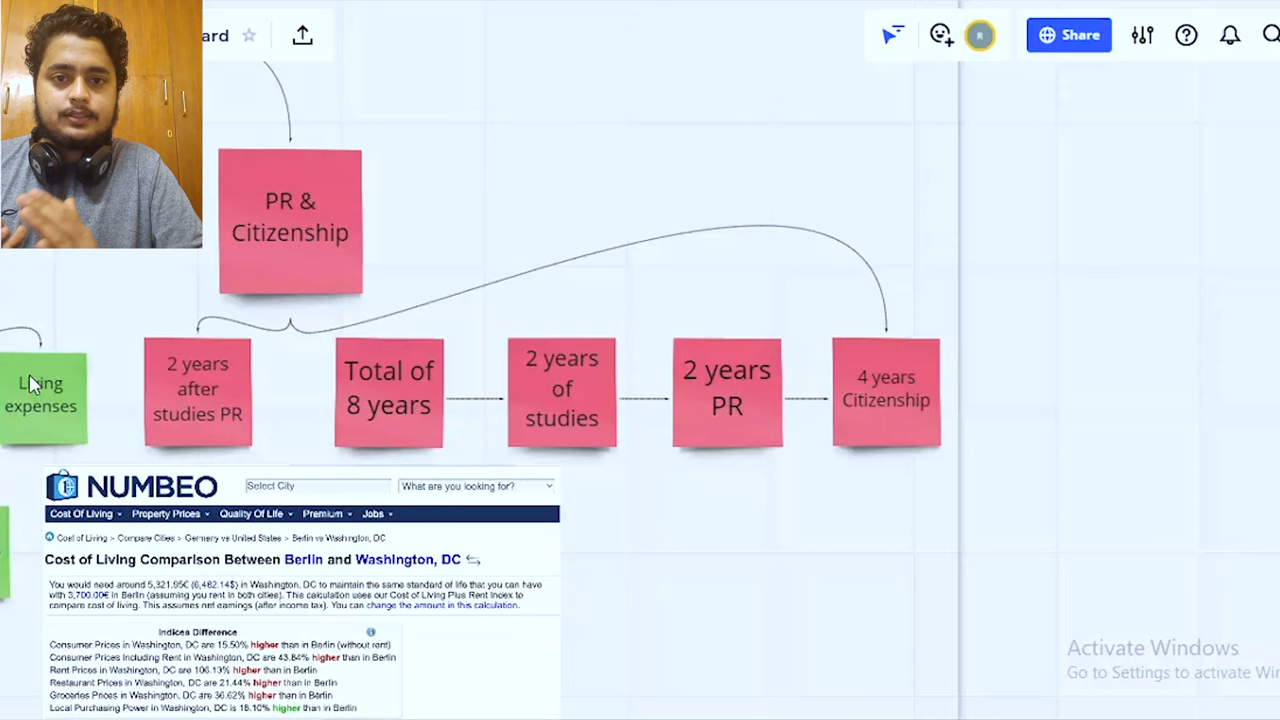 ard
Share
PR &
Citizenship
Living
expenses
2 years
after
studies PR
Total of
8 years
2 years
of
studies
2 years
PR
4 years
Citizenship
NUMBEO
Select City
What are you looking for?
Cost Of Living Property Prices Quality Of Life Premium Jobs
Cost of Living > Compare Cities > Germany vs United States > Berlin vs Washington, DC
Cost of Living Comparison Between Berlin and Washington, DC
You would need around 5,321.95€ (6,482.14$) in Washington, DC to maintain the same standard of life that you can have
with 3,700.00€ in Berlin (assuming you rent in both cities). This calculation uses our Cost of Living Plus Rent Index to
compare cost of living. This assumes net earnings (after income tax). You can change the amount in this calculation.
Indices Difference
Consumer Prices in Washington, DC are 15.50% higher than in Berlin (without rent)
Consumer Prices Including Rent in Washington, DC are 43.84% higher than in Berlin
Rent Prices in Washington, DC are 106.13% higher than in Berlin
Restaurant Prices in Washington, DC are 21.44% higher than in Berlin
Groceries Prices in Washington, DC are 36.62% higher than in Berlin
Local Purchasing Power in Washington, DC is 18.10% higher than in Berlin
Activate Windows
Go to Settings to activate Win